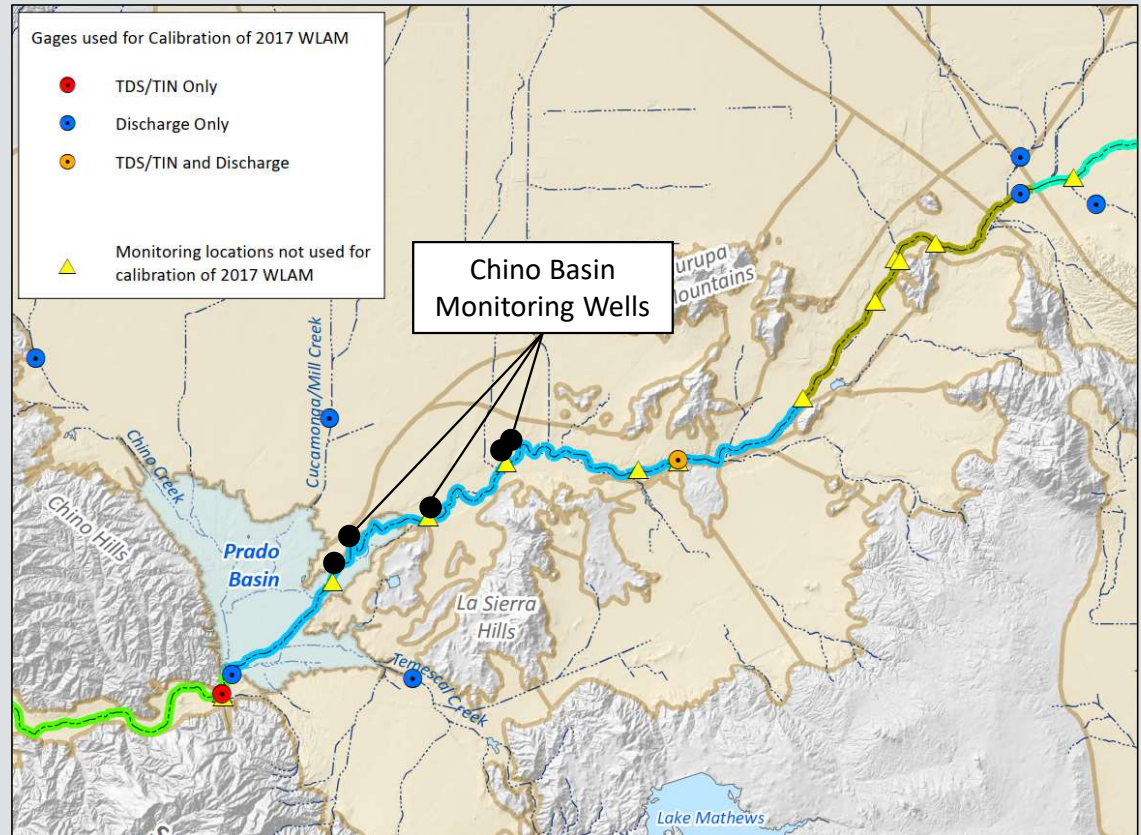 Gages used for Calibration of 2017 WLAM
TDS/TIN Only
Discharge Only
TDS/TIN and Discharge
Monitoring locations not used for
calibration of 2017 WLAM
Chino Basin
Monitoring Wells
urupa
ountains
Cucamonga/Mill Creek
Chino Creek
Chino Hills
Prado
Basin
La Sierra
Hills
Temescal Creek
Lake Mathews